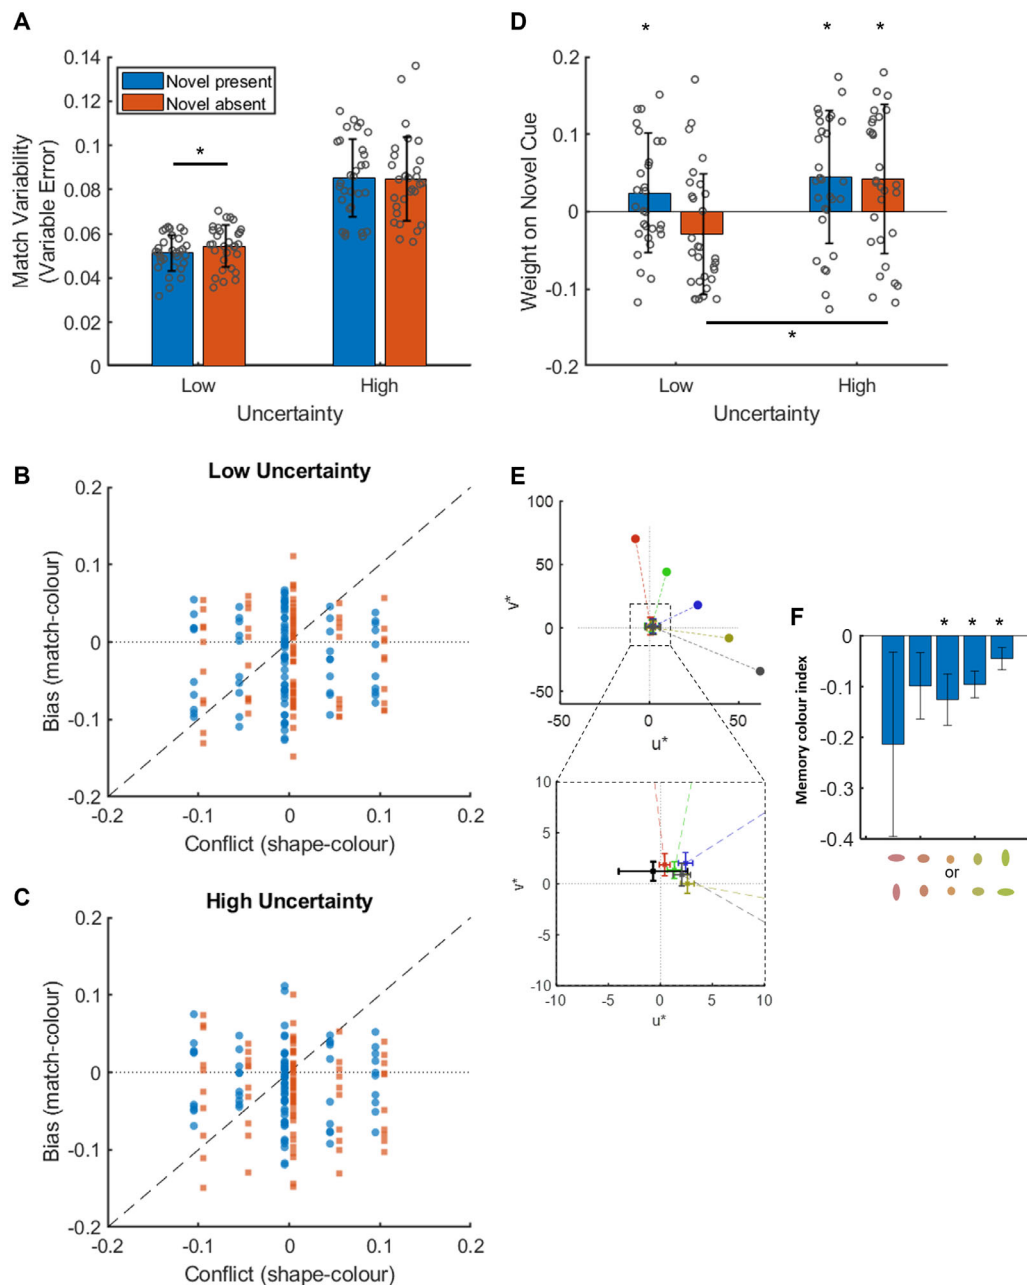 A
0.14
0.12
0.1
0.08
0.06
0.04
0.02
0
Match Variability
(Variable Error)
Novel present
Novel absent
*
Low
High
Uncertainty
D
*
*
*
0.2
0.1
0
-0.1
-0.2
Weight on Novel Cue
*
Low
High
Uncertainty
B
Low Uncertainty
0.2
0.1
0
-0.1
-0.2
Bias (match-colour)
-0.2
-0.1
0
0.1
0.2
Conflict (shape-colour)
E
100
50
0
-50
v*
-50
0
50
u*
10
5
0
-5
-10
v*
-10
-5
0
5
10
u*
F
*
*
*
0
-0.1
-0.2
-0.3
-0.4
Memory colour index
or
C
High Uncertainty
0.2
0.1
0
-0.1
-0.2
Bias (match-colour)
-0.2
-0.1
0
0.1
0.2
Conflict (shape-colour)